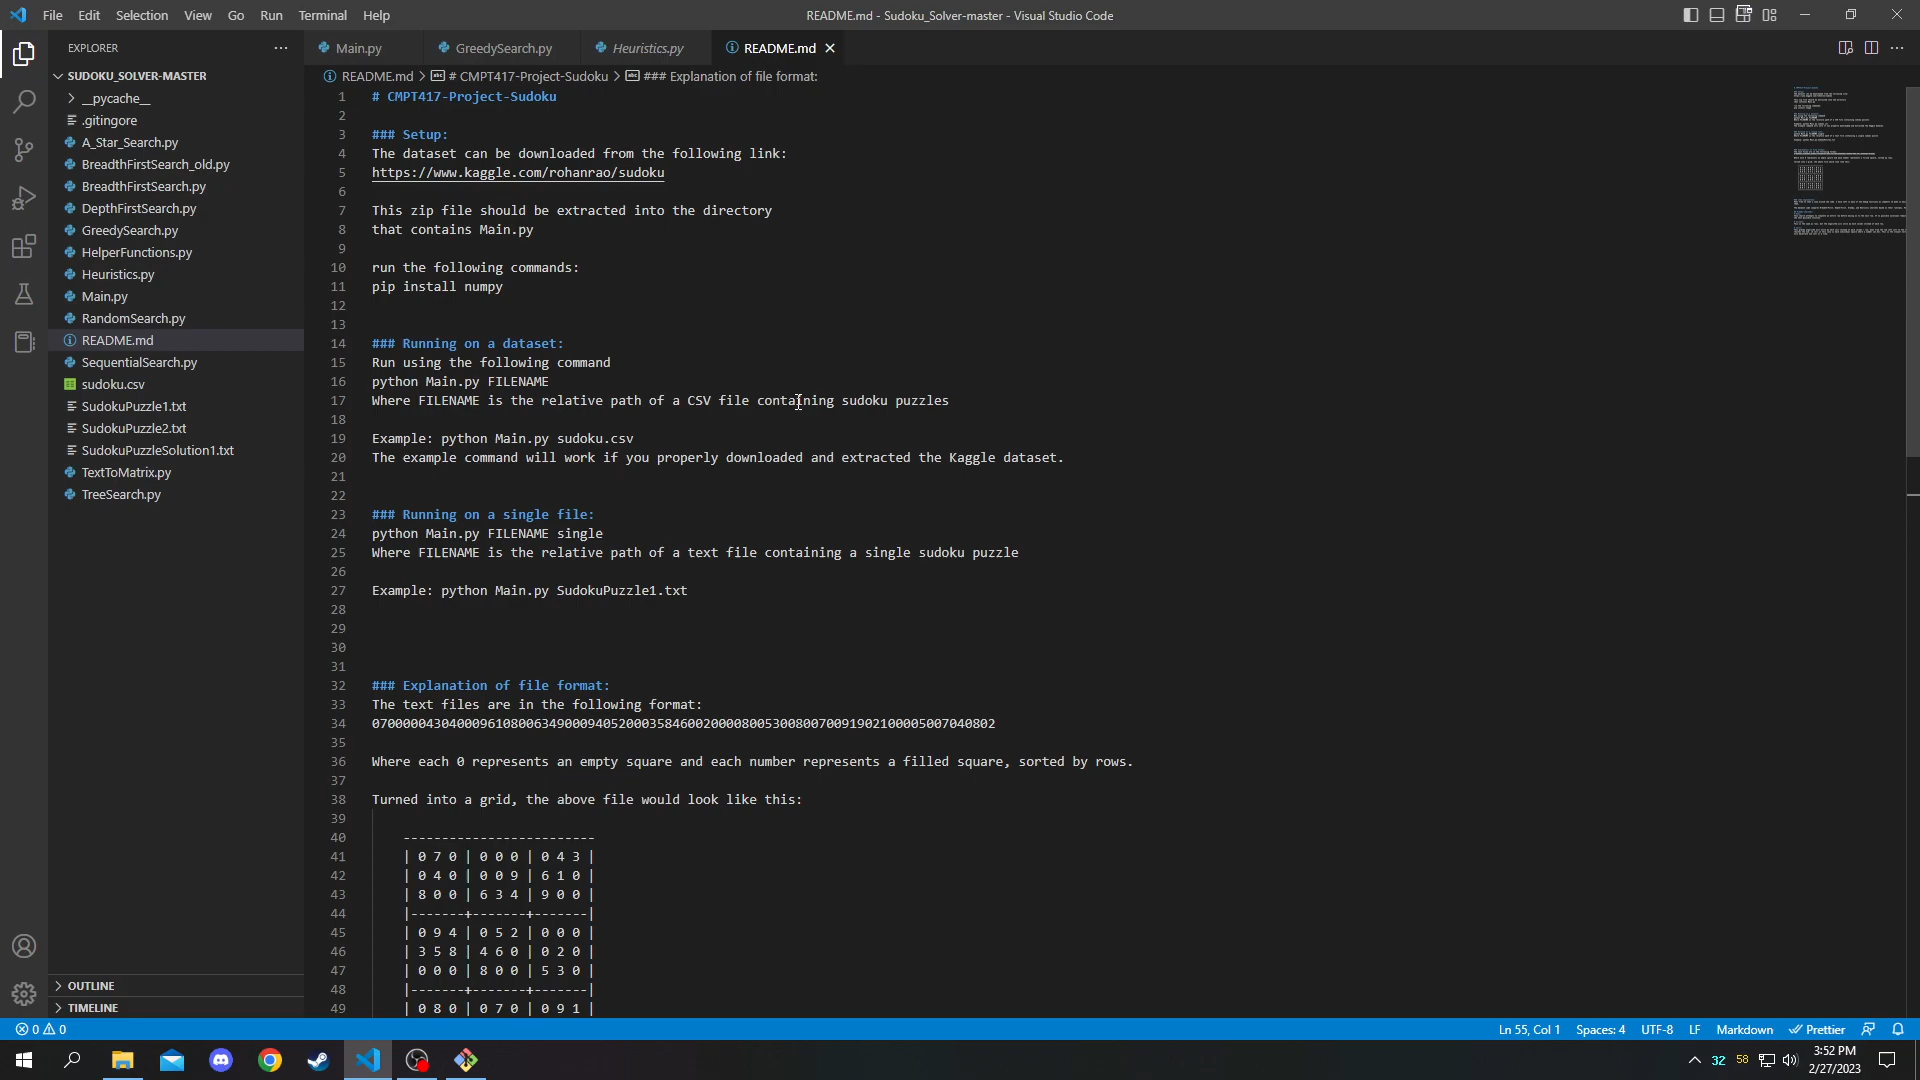 File Edit Selection View Go Run Terminal Help
README.md - Sudoku_Solver-master - Visual Studio Code
EXPLORER
SUDOKU_SOLVER-MASTER
__pycache__
.gitingore
A_Star_Search.py
BreadthFirstSearch_old.py
BreadthFirstSearch.py
DepthFirstSearch.py
GreedySearch.py
HelperFunctions.py
Heuristics.py
Main.py
RandomSearch.py
README.md
SequentialSearch.py
sudoku.csv
SudokuPuzzle1.txt
SudokuPuzzle2.txt
SudokuPuzzleSolution1.txt
TextToMatrix.py
TreeSearch.py
OUTLINE
TIMELINE
Main.py GreedySearch.py Heuristics.py README.md
README.md > # CMPT417-Project-Sudoku > ### Explanation of file format:
1 # CMPT417-Project-Sudoku
2
3 ### Setup:
4 The dataset can be downloaded from the following link:
5 https://www.kaggle.com/rohanrao/sudoku
6
7 This zip file should be extracted into the directory
8 that contains Main.py
9
10 run the following commands:
11 pip install numpy
12
13
14 ### Running on a dataset:
15 Run using the following command
16 python Main.py FILENAME
17 Where FILENAME is the relative path of a CSV file containing sudoku puzzles
18
19 Example: python Main.py sudoku.csv
20 The example command will work if you properly downloaded and extracted the Kaggle dataset.
21
22
23 ### Running on a single file:
24 python Main.py FILENAME single
25 Where FILENAME is the relative path of a text file containing a single sudoku puzzle
26
27 Example: python Main.py SudokuPuzzle1.txt
28
29
30
31
32 ### Explanation of file format:
33 The text files are in the following format:
34 070000043040009610800634900094052000358460020000800530080070091902100005007040802
35
36 Where each 0 represents an empty square and each number represents a filled square, sorted by rows.
37
38 Turned into a grid, the above file would look like this:
39
40 -------------------------
41 | 0 7 0 | 0 0 0 | 0 4 3 |
42 | 0 4 0 | 0 0 9 | 6 1 0 |
43 | 8 0 0 | 6 3 4 | 9 0 0 |
44 |-------+-------+-------|
45 | 0 9 4 | 0 5 2 | 0 0 0 |
46 | 3 5 8 | 4 6 0 | 0 2 0 |
47 | 0 0 0 | 8 0 0 | 5 3 0 |
48 |-------+-------+-------|
49 | 0 8 0 | 0 7 0 | 0 9 1 |
0 0
Ln 55, Col 1 Spaces: 4 UTF-8 LF Markdown Prettier
32 58
3:52 PM
2/27/2023